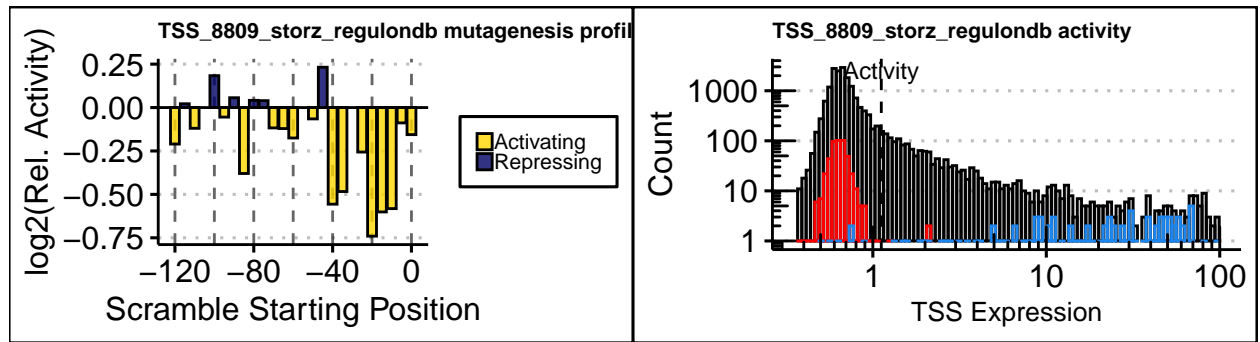 TSS_8809_storz_regulondb mutagenesis profil
log2(Rel. Activity)
0.25
0.00
−0.25
−0.50
−0.75
−120
−80
−40
0
Scramble Starting Position
Activating
Repressing
TSS_8809_storz_regulondb activity
Activity
Count
1000
100
10
1
1
10
100
TSS Expression